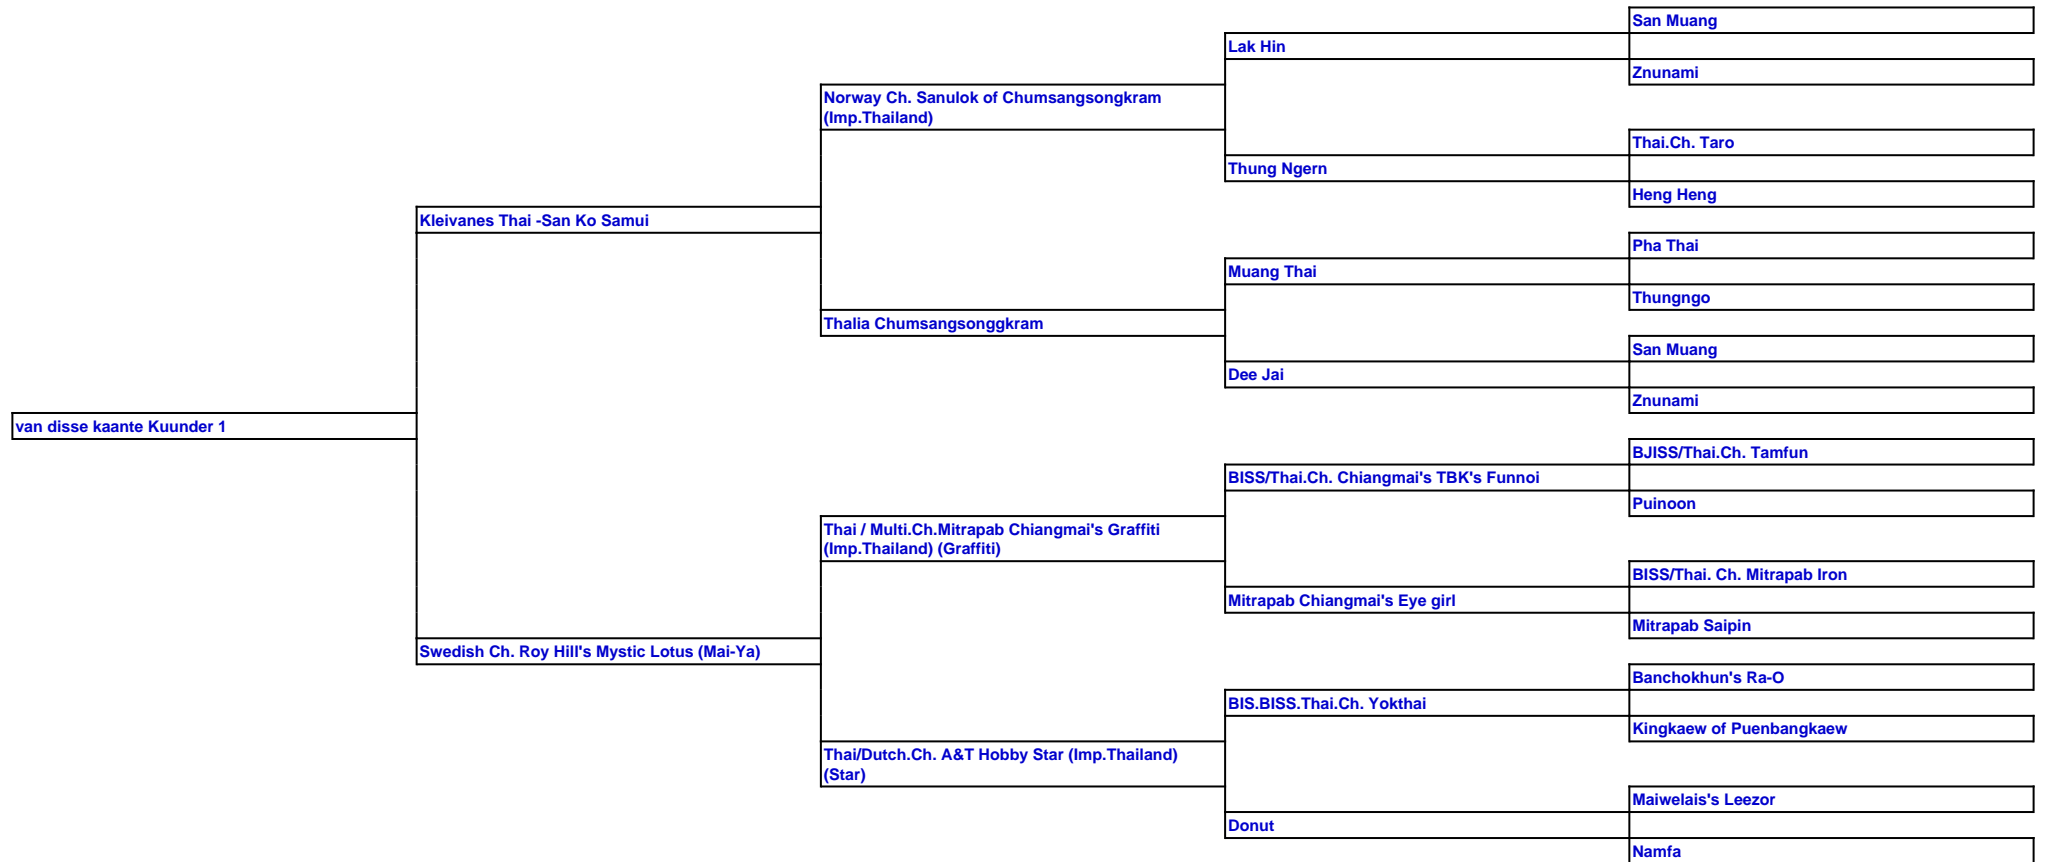 San Muang
Lak Hin
Znunami
Norway Ch. Sanulok of Chumsangsongkram
(Imp.Thailand)
Thai.Ch. Taro
Thung Ngern
Heng Heng
Kleivanes Thai -San Ko Samui
Pha Thai
Muang Thai
Thungngo
Thalia Chumsangsonggkram
San Muang
Dee Jai
Znunami
van disse kaante Kuunder 1
BJISS/Thai.Ch. Tamfun
BISS/Thai.Ch. Chiangmai's TBK's Funnoi
Puinoon
Thai / Multi.Ch.Mitrapab Chiangmai's Graffiti
(Imp.Thailand) (Graffiti)
BISS/Thai. Ch. Mitrapab Iron
Mitrapab Chiangmai's Eye girl
Mitrapab Saipin
Swedish Ch. Roy Hill's Mystic Lotus (Mai-Ya)
Banchokhun's Ra-O
BIS.BISS.Thai.Ch. Yokthai
Kingkaew of Puenbangkaew
Thai/Dutch.Ch. A&T Hobby Star (Imp.Thailand)
(Star)
Maiwelais's Leezor
Donut
Namfa